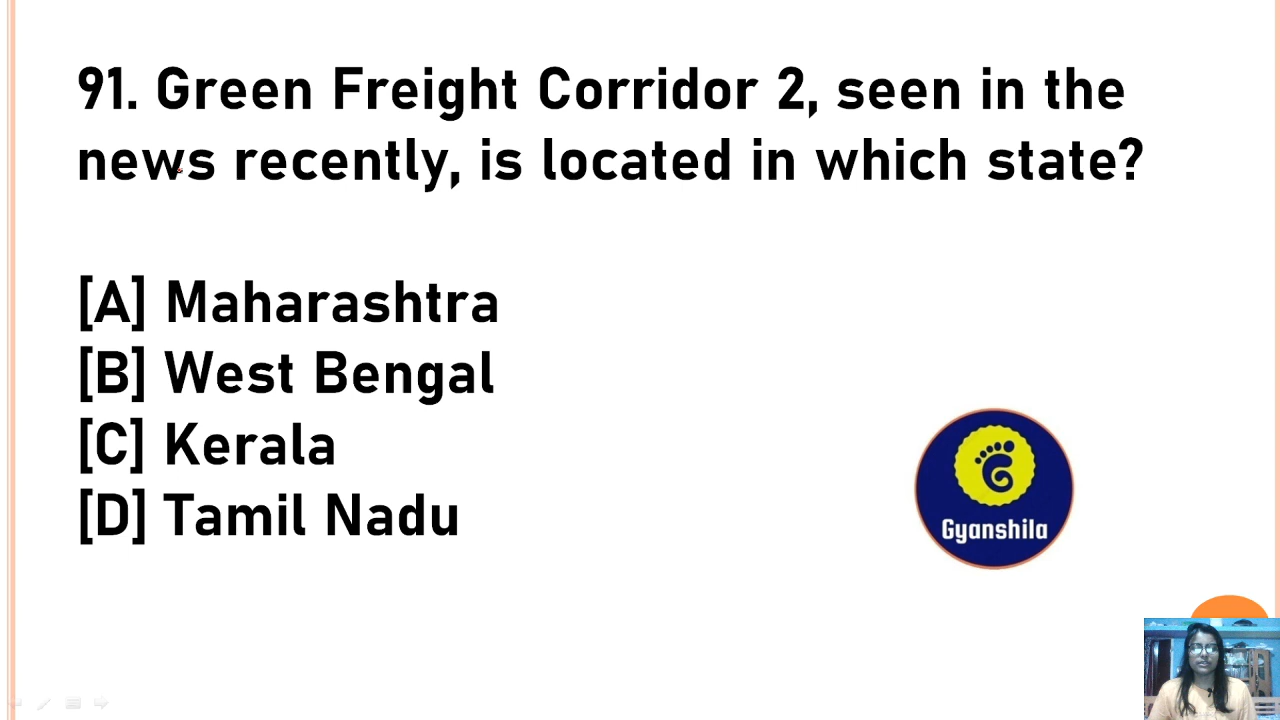 91. Green Freight Corridor 2, seen in the
news recently, is located in which state?
[A] Maharashtra
[B] West Bengal
[C] Kerala
[D] Tamil Nadu
Gyanshila